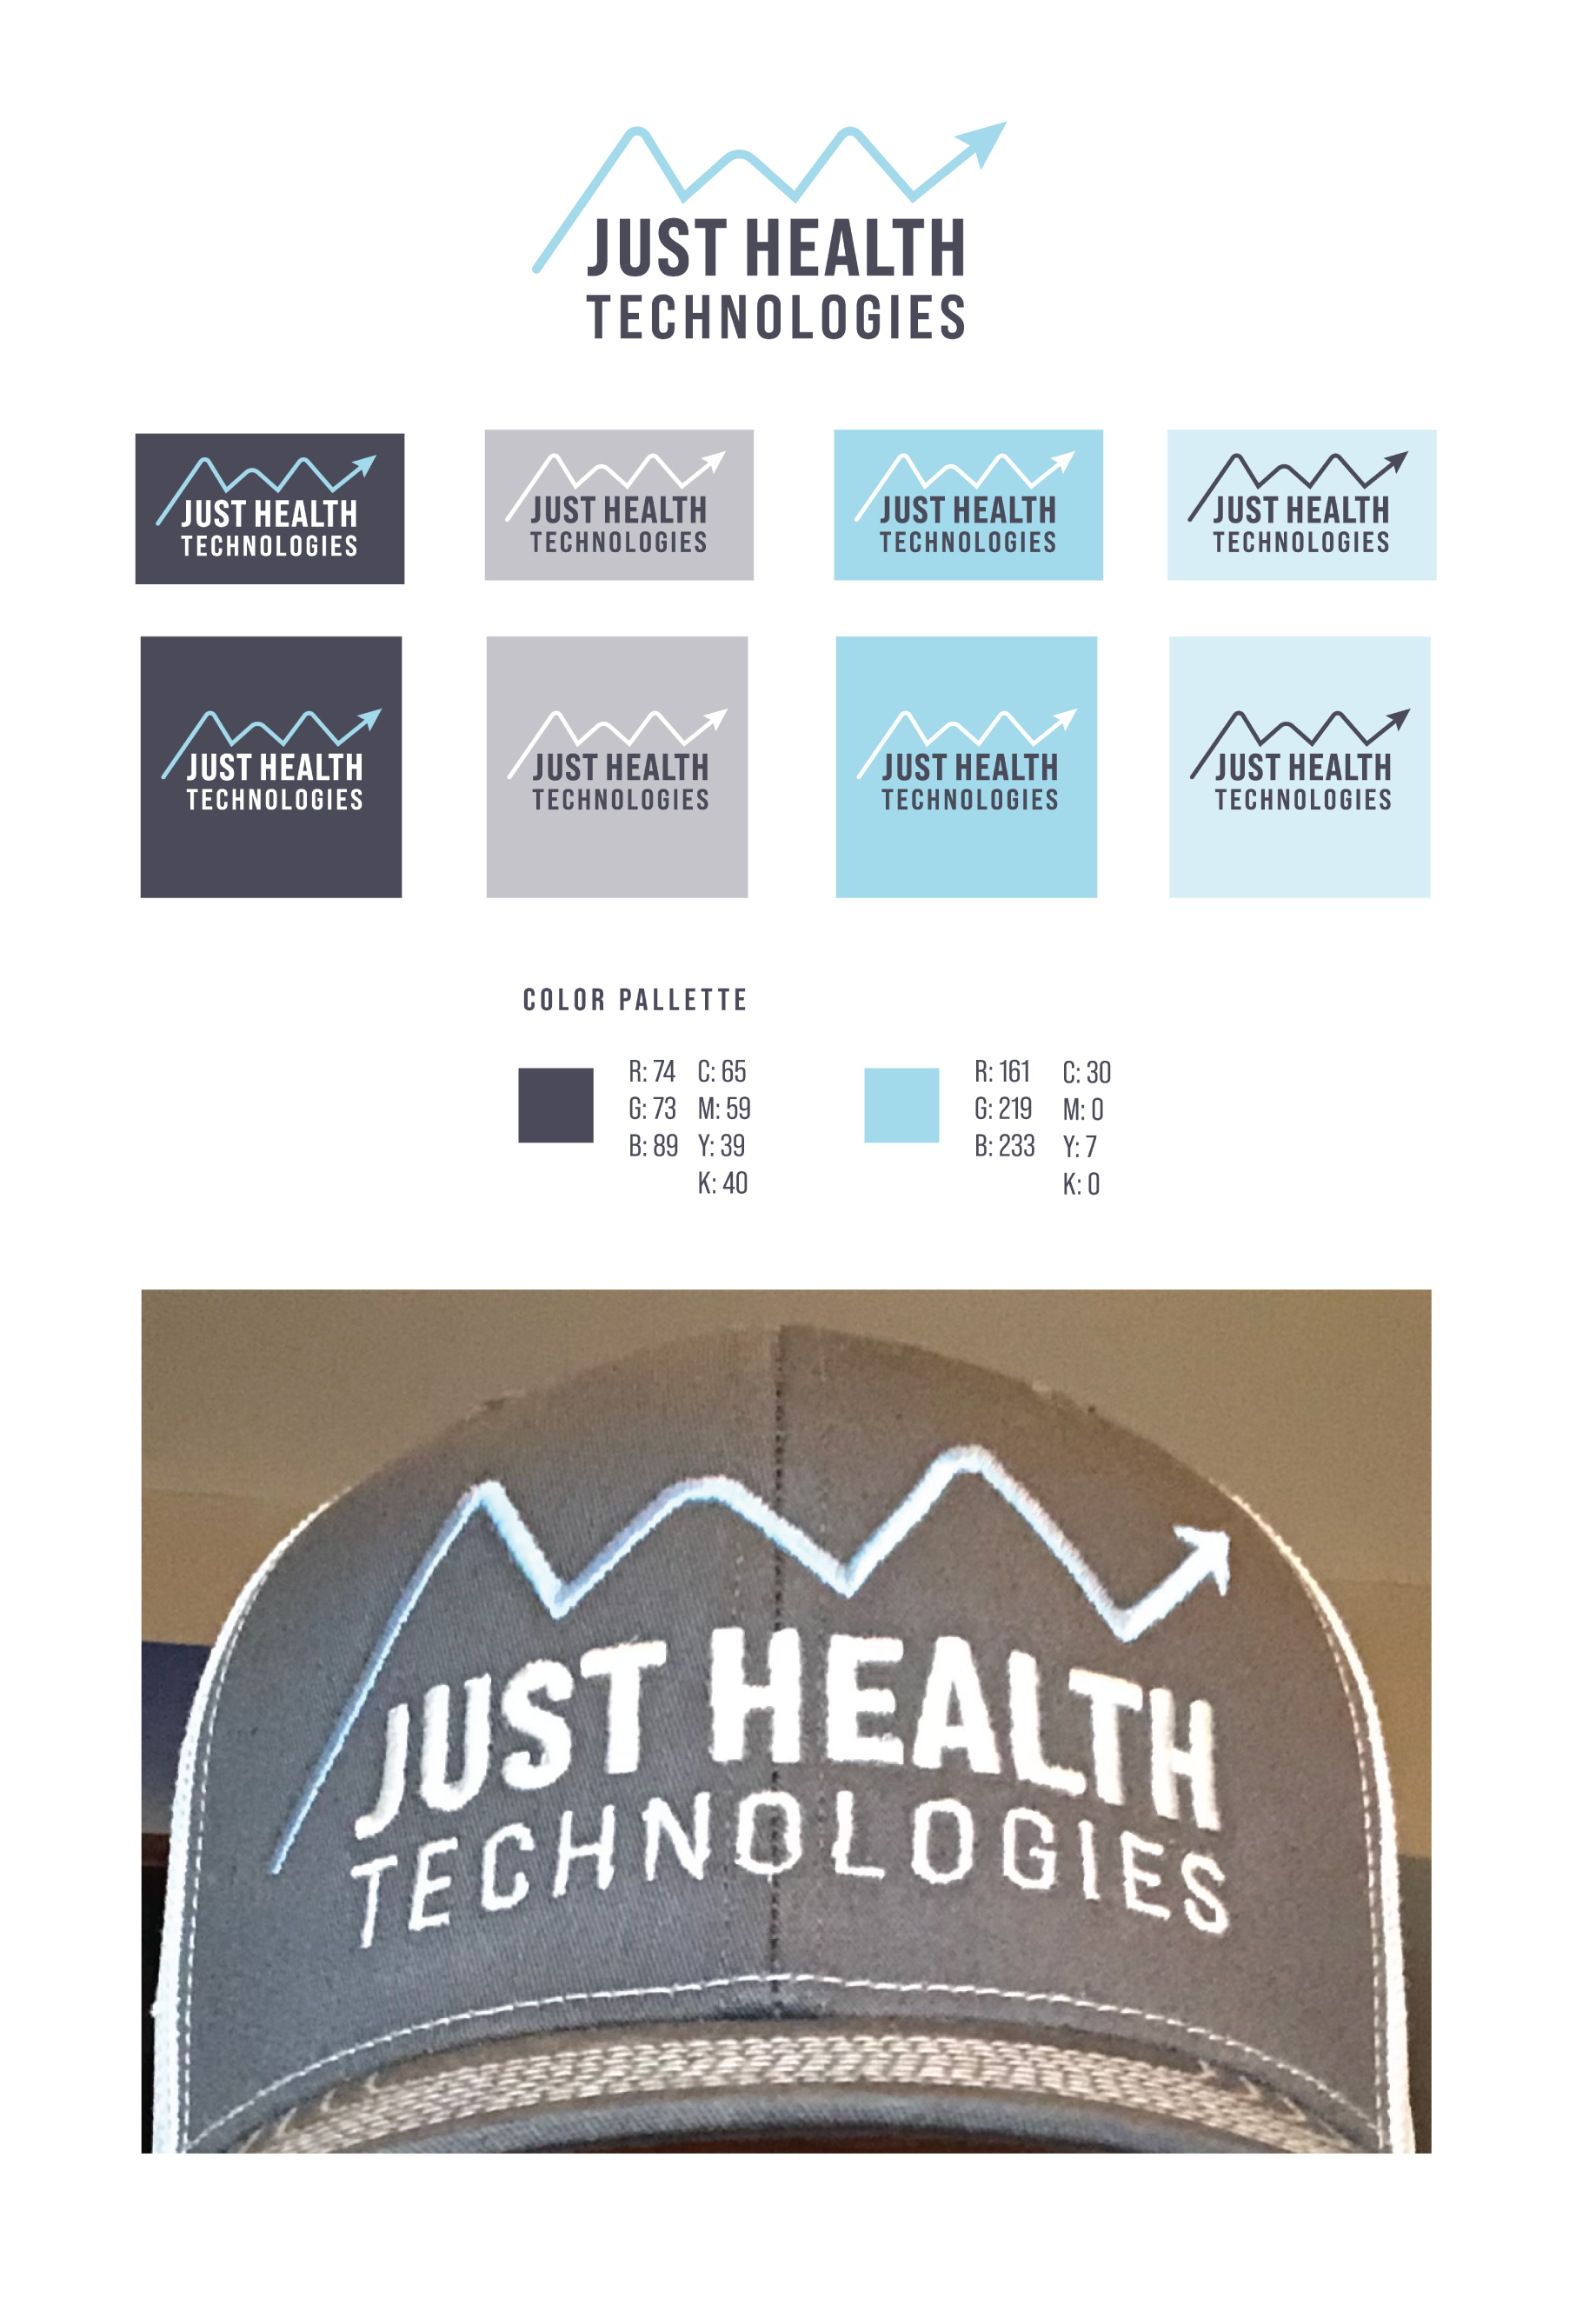 JUST HEALTH
TECHNOLOGIES
JUST HEALTH
TECHNOLOGIES
JUST HEALTH
TECHNOLOGIES
JUST HEALTH
TECHNOLOGIES
JUST HEALTH
TECHNOLOGIES
JUST HEALTH
TECHNOLOGIES
JUST HEALTH
TECHNOLOGIES
JUST HEALTH
TECHNOLOGIES
JUST HEALTH
TECHNOLOGIES
COLOR PALLETTE
R: 74
G: 73
B: 89
C: 65
M: 59
Y: 39
K: 40
R: 161
G: 219
B: 233
C: 30
M: 0
Y: 7
K: 0
JUST HEALTH
TECHNOLOGIES